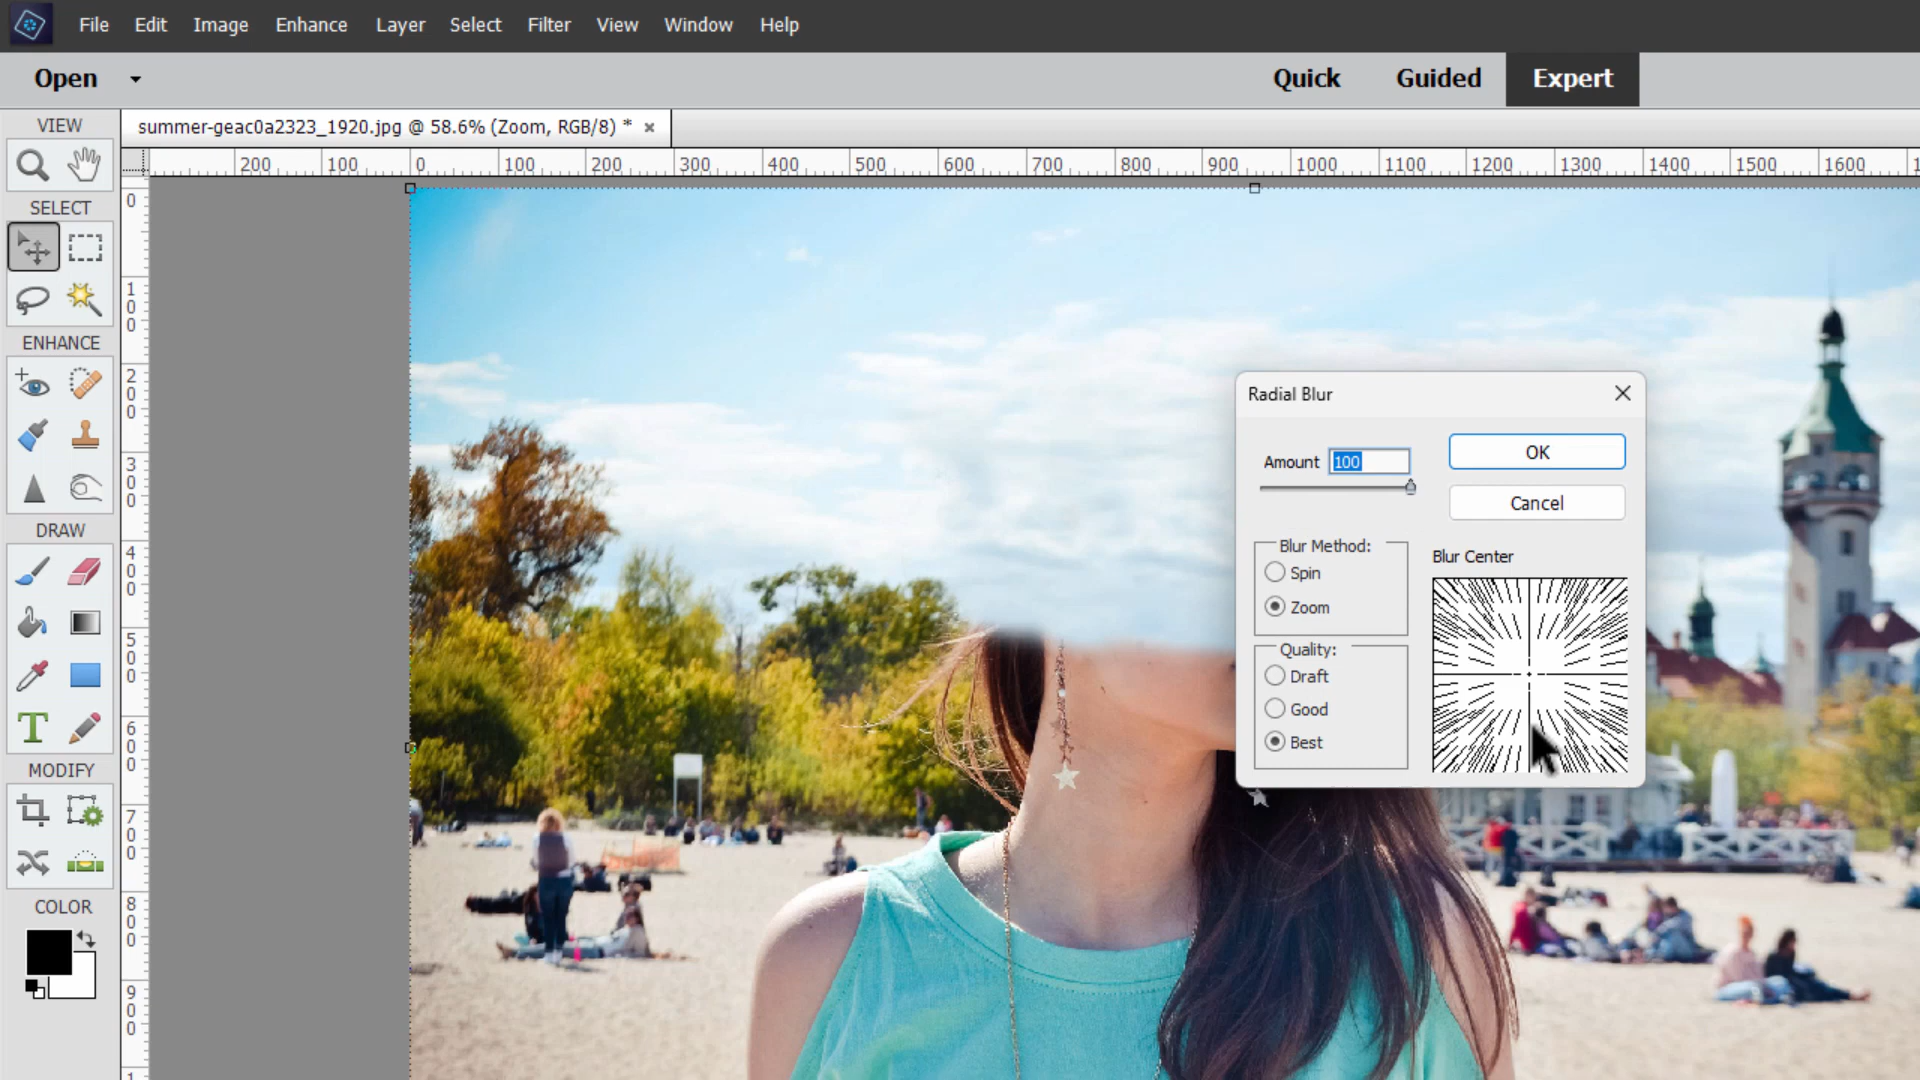 File Edit Image Enhance Layer Select Filter View Window Help
Open Quick Guided Expert
VIEW
summer-geac0a2323_1920.jpg @ 58.6% (Zoom, RGB/8) * ×
200 100 0 100 200 300 400 500 600 700 800 900 1000 1100 1200 1300 1400 1500 1600
SELECT
0
100
ENHANCE
200
Radial Blur
300
Amount 100 OK
Cancel
DRAW
400
Blur Method: Blur Center
Spin
Zoom
500
Quality:
Draft
Good
600
Best
T
MODIFY
700
800
COLOR
900
1